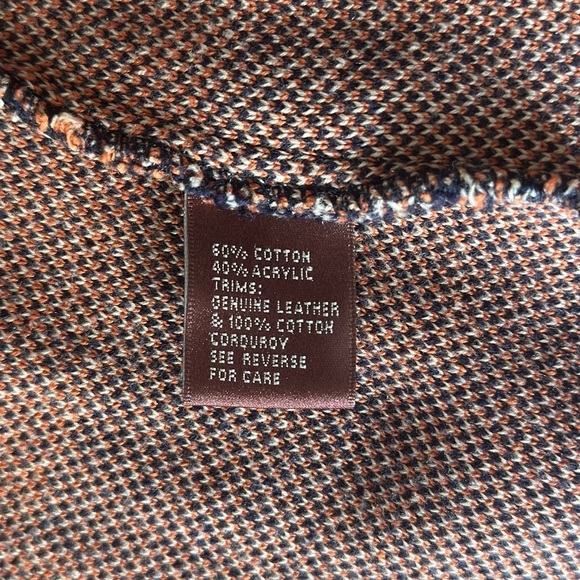 60% COTTON
40% ACRYLIC
TRIMS:
GENUINE LEATHER
& 100% COTTON
CORDUROY
SEE REVERSE
FOR CARE